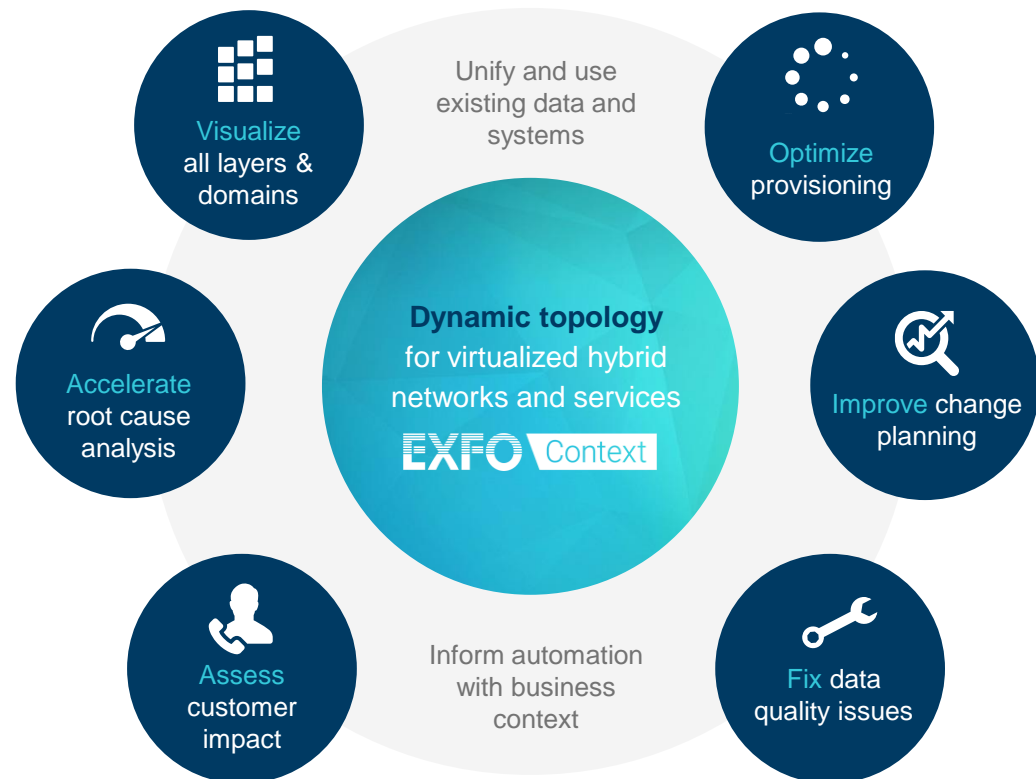 Unify and use
existing data and
systems
Visualize
all layers &
domains
Optimize
provisioning
Dynamic topology
for virtualized hybrid
networks and services
EXFO Context
Accelerate
root cause
analysis
Improve change
planning
Assess
customer
impact
Inform automation
with business
context
Fix data
quality issues